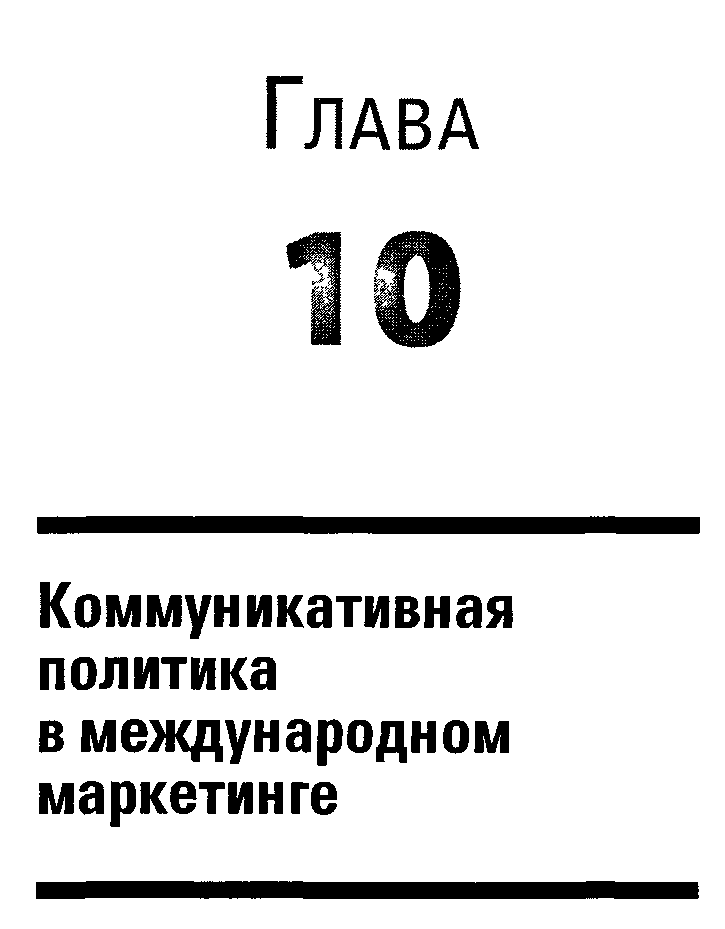 Глава
10
Коммуникативная
политика
в международном
маркетинге